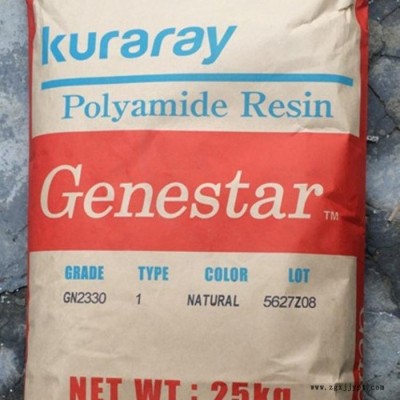 kuraray
Polyamide Resin
Genestar™
GRADE TYPE COLOR LOT
GN2330 1 NATURAL 5627Z08
NET WT : 25kg